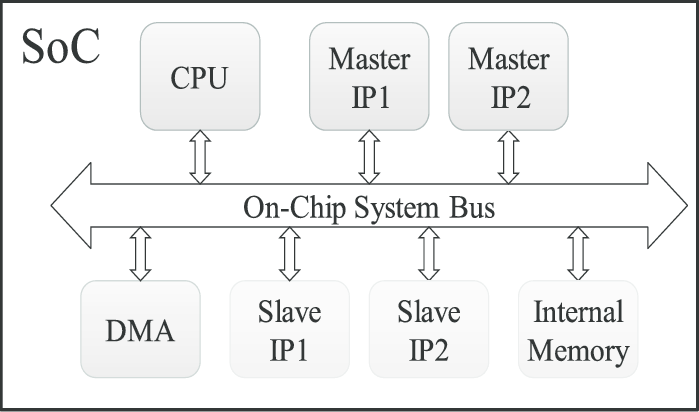 SoC
CPU
Master
IP1
Master
IP2
On-Chip System Bus
DMA
Slave
IP1
Slave
IP2
Internal
Memory